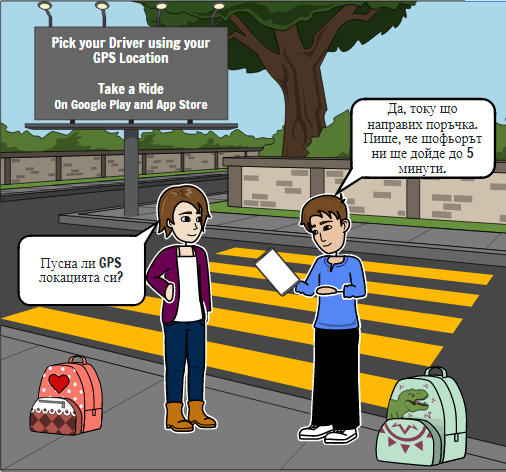 Pick your Driver using your
GPS Location
Take a Ride
On Google Play and App Store
Пусна ли GPS
локацията си?
Да, току що
направих поръчка.
Пише, че шофьорът
ни ще дойде до 5
минути.